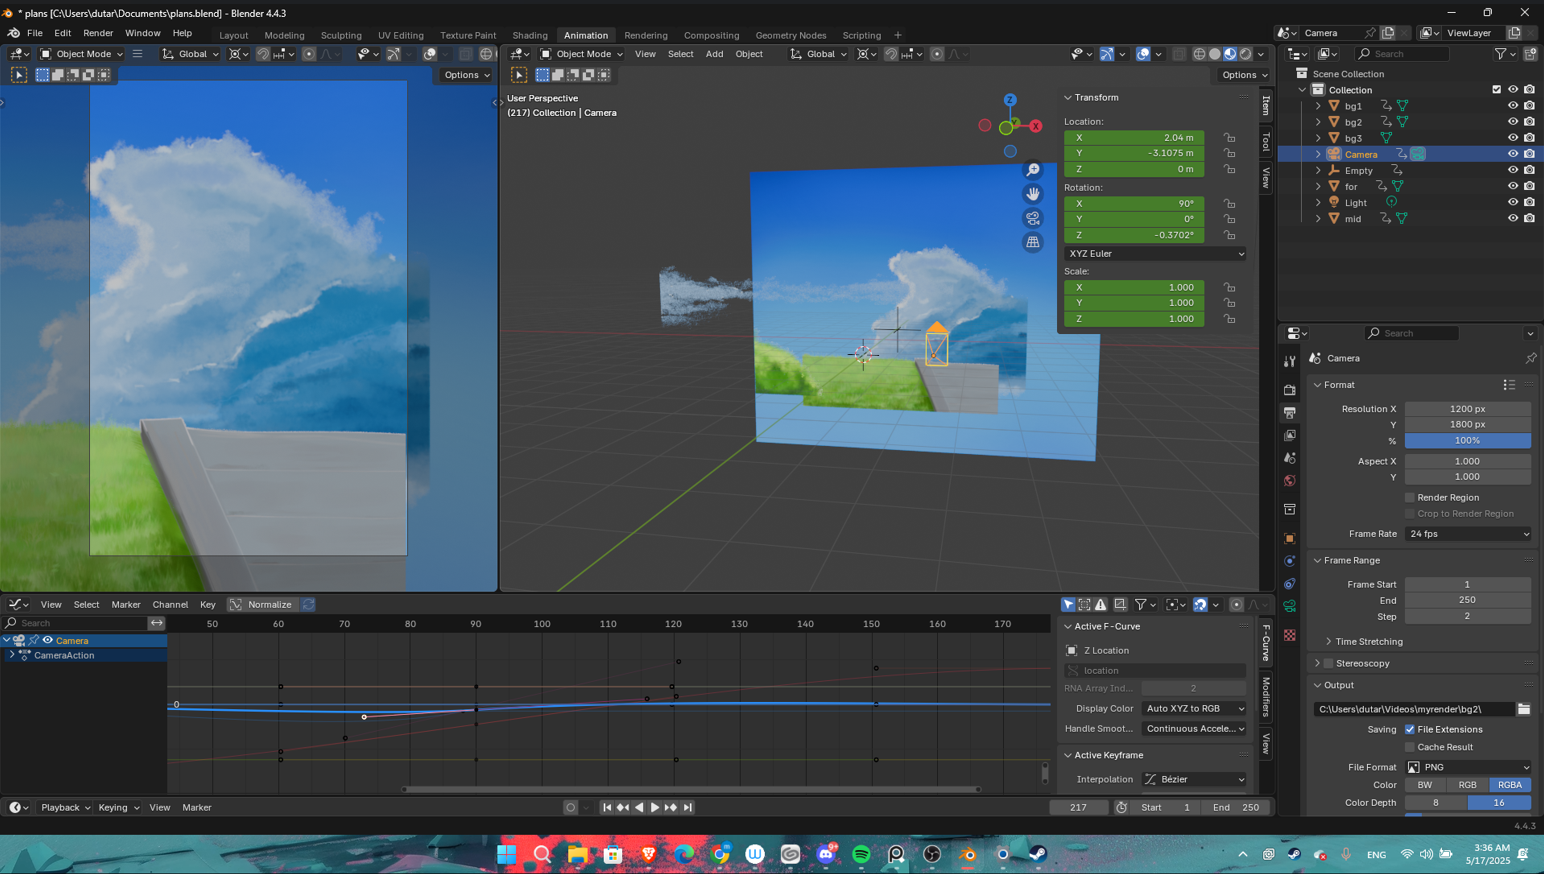 * plans [C:\Users\dutar\Documents\plans.blend] - Blender 4.4.3
File Edit Render Window Help Layout Modeling Sculpting UV Editing Texture Paint Shading Animation Rendering Compositing Geometry Nodes Scripting + Camera ViewLayer
Object Mode Global
Object Mode View Select Add Object Global
Options
Options
User Perspective
(217) Collection | Camera
Z
Y
X
Transform
Location:
X 2.04 m
Y -3.1075 m
Z 0 m
Rotation:
X 90°
Y 0°
Z -0.3702°
XYZ Euler
Scale:
X 1.000
Y 1.000
Z 1.000
Item
Tool
View
Search
Scene Collection
Collection
bg1
bg2
bg3
Camera
Empty
for
Light
mid
Search
Camera
Format
Resolution X 1200 px
Y 1800 px
% 100%
Aspect X 1.000
Y 1.000
Render Region
Crop to Render Region
Frame Rate 24 fps
Frame Range
Frame Start 1
End 250
Step 2
Time Stretching
Stereoscopy
Output
C:\Users\dutar\Videos\myrender\bg2\
Saving File Extensions
Cache Result
File Format PNG
Color BW RGB RGBA
Color Depth 8 16
View Select Marker Channel Key Normalize
Search
50 60 70 80 90 100 110 120 130 140 150 160 170
Camera
CameraAction
0
Active F-Curve
Z Location
location
RNA Array Ind... 2
Display Color Auto XYZ to RGB
Handle Smoot... Continuous Accele...
Active Keyframe
Interpolation Bézier
F-Curve
Modifiers
View
Playback Keying View Marker
217 Start 1 End 250
4.4.3
9+
ENG
3:36 AM
5/17/2025